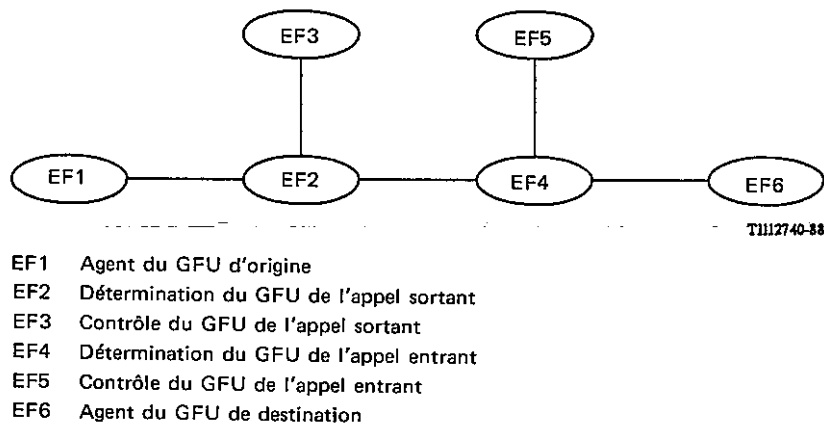 EF3 EF5
EF1 EF2 EF4 EF6
T1112740-88
EF1 Agent du GFU d'origine
EF2 Détermination du GFU de l'appel sortant
EF3 Contrôle du GFU de l'appel sortant
EF4 Détermination du GFU de l'appel entrant
EF5 Contrôle du GFU de l'appel entrant
EF6 Agent du GFU de destination